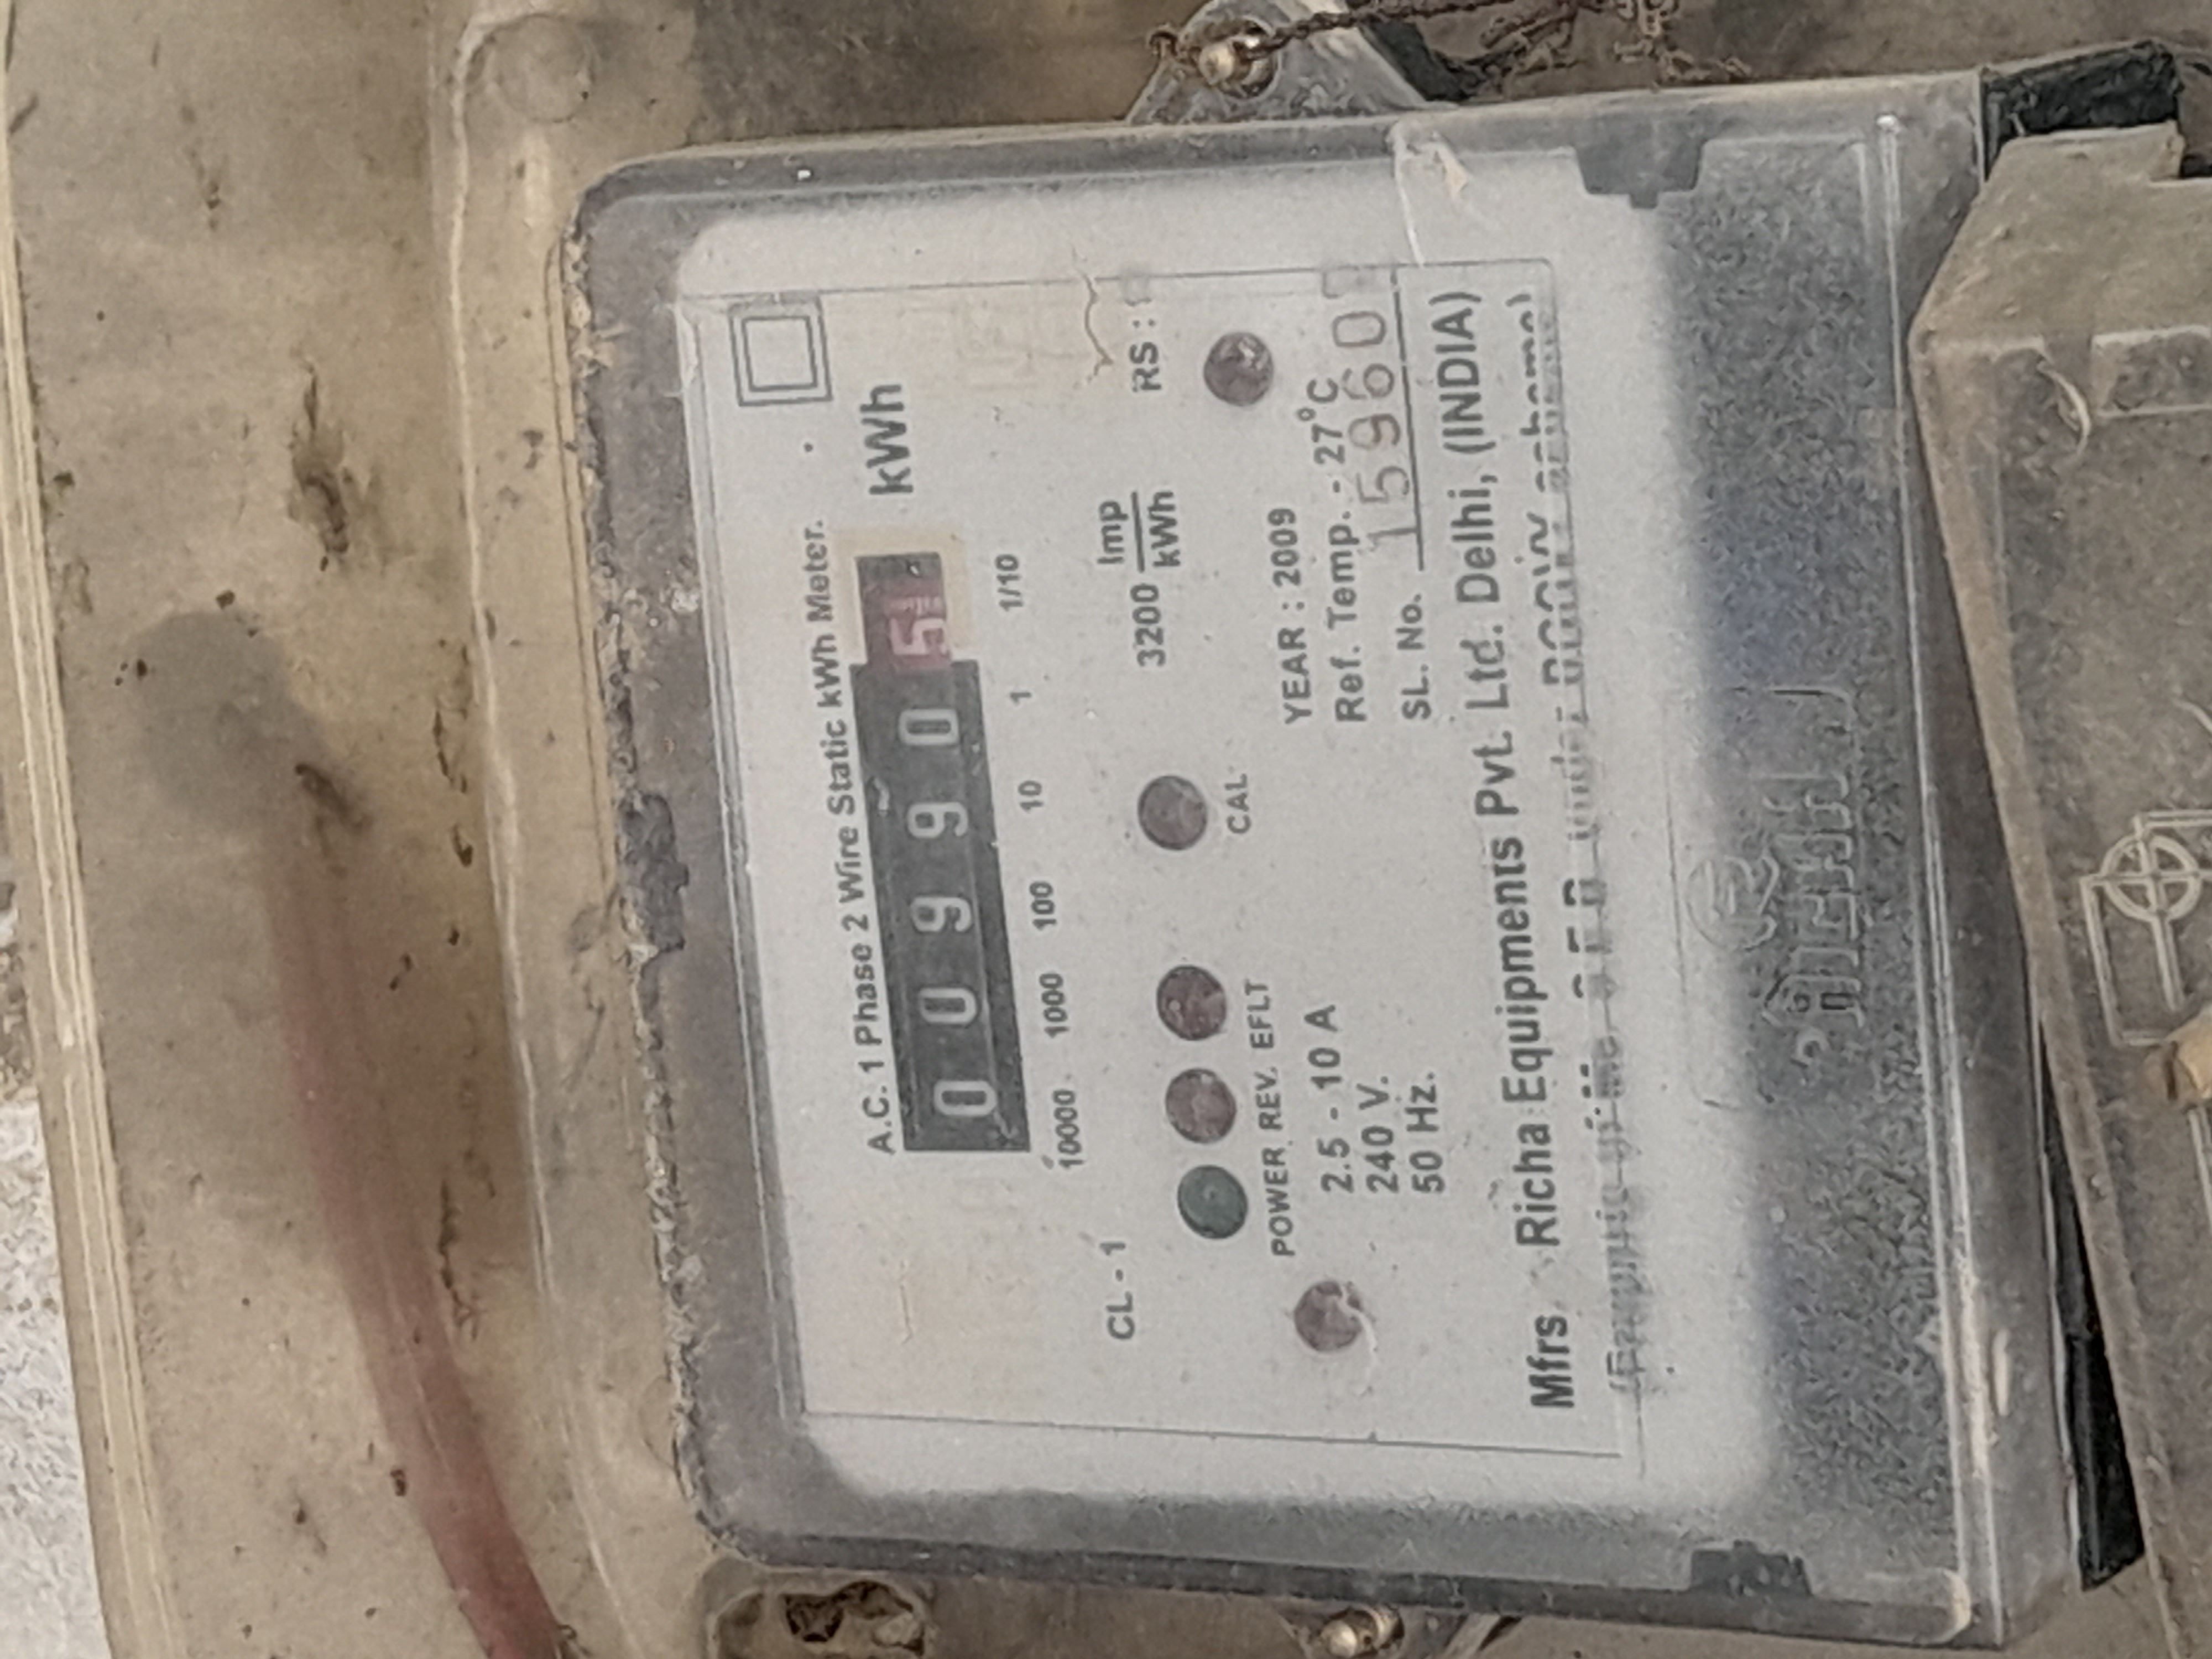 A.C. 1 Phase 2 Wire Static kWh Meter.
0 0 9 9 0 5 kWh
10000 1000 100 10 1 1/10
CL - 1
3200 Imp
kWh
RS :
POWER REV. EFLT
CAL
2.5 - 10 A
240 V.
50 Hz.
YEAR : 2009
Ref. Temp. - 27°C
SL. No.
Mfrs. Richa Equipments Pvt. Ltd. Delhi, (INDIA)